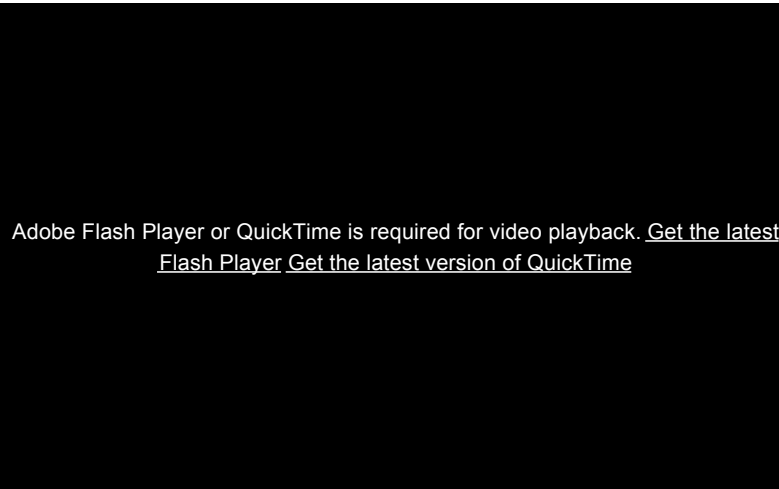 Adobe Flash Player or QuickTime is required for video playback. Get the latest
Flash Player Get the latest version of QuickTime